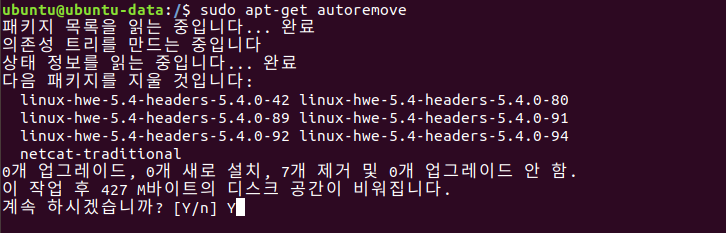 ubuntu@ubuntu-data:/$ sudo apt-get autoremove
패키지 목록을 읽는 중입니다... 완료
의존성 트리를 만드는 중입니다
상태 정보를 읽는 중입니다... 완료
다음 패키지를 지울 것입니다:
linux-hwe-5.4-headers-5.4.0-42 linux-hwe-5.4-headers-5.4.0-80
linux-hwe-5.4-headers-5.4.0-89 linux-hwe-5.4-headers-5.4.0-91
linux-hwe-5.4-headers-5.4.0-92 linux-hwe-5.4-headers-5.4.0-94
netcat-traditional
0개 업그레이드, 0개 새로 설치, 7개 제거 및 0개 업그레이드 안 함.
이 작업 후 427 M바이트의 디스크 공간이 비워집니다.
계속 하시겠습니까? [Y/n] Y